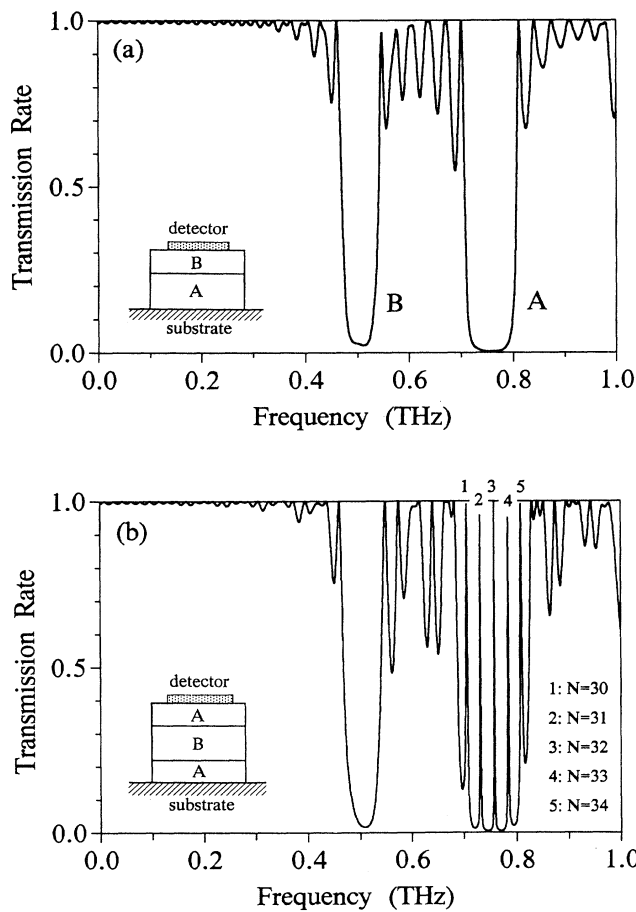 (a)
Transmission Rate
1.0
0.5
0.0
detector
B
A
substrate
B
A
0.0 0.2 0.4 0.6 0.8 1.0
Frequency (THz)
1 3 5
2 4
(b)
Transmission Rate
1.0
0.5
0.0
detector
A
B
A
substrate
1: N=30
2: N=31
3: N=32
4: N=33
5: N=34
0.0 0.2 0.4 0.6 0.8 1.0
Frequency (THz)